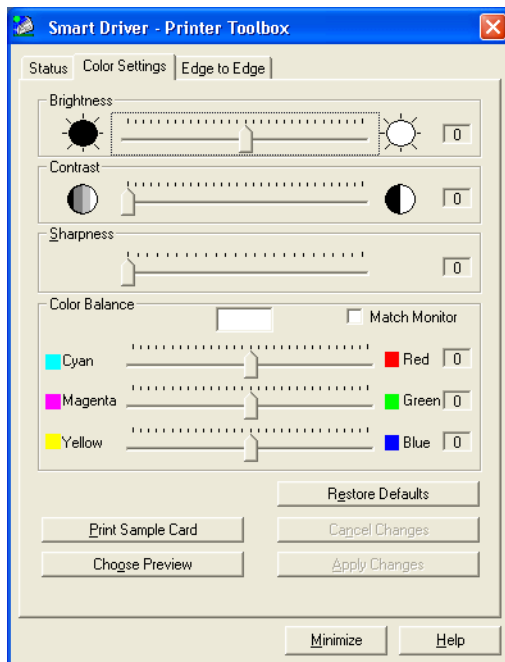 Smart Driver - Printer Toolbox
Status Color Settings Edge to Edge
Brightness
0
Contrast
0
Sharpness
0
Color Balance
Match Monitor
Cyan Red 0
Magenta Green 0
Yellow Blue 0
Restore Defaults
Print Sample Card Cancel Changes
Choose Preview Apply Changes
Minimize Help